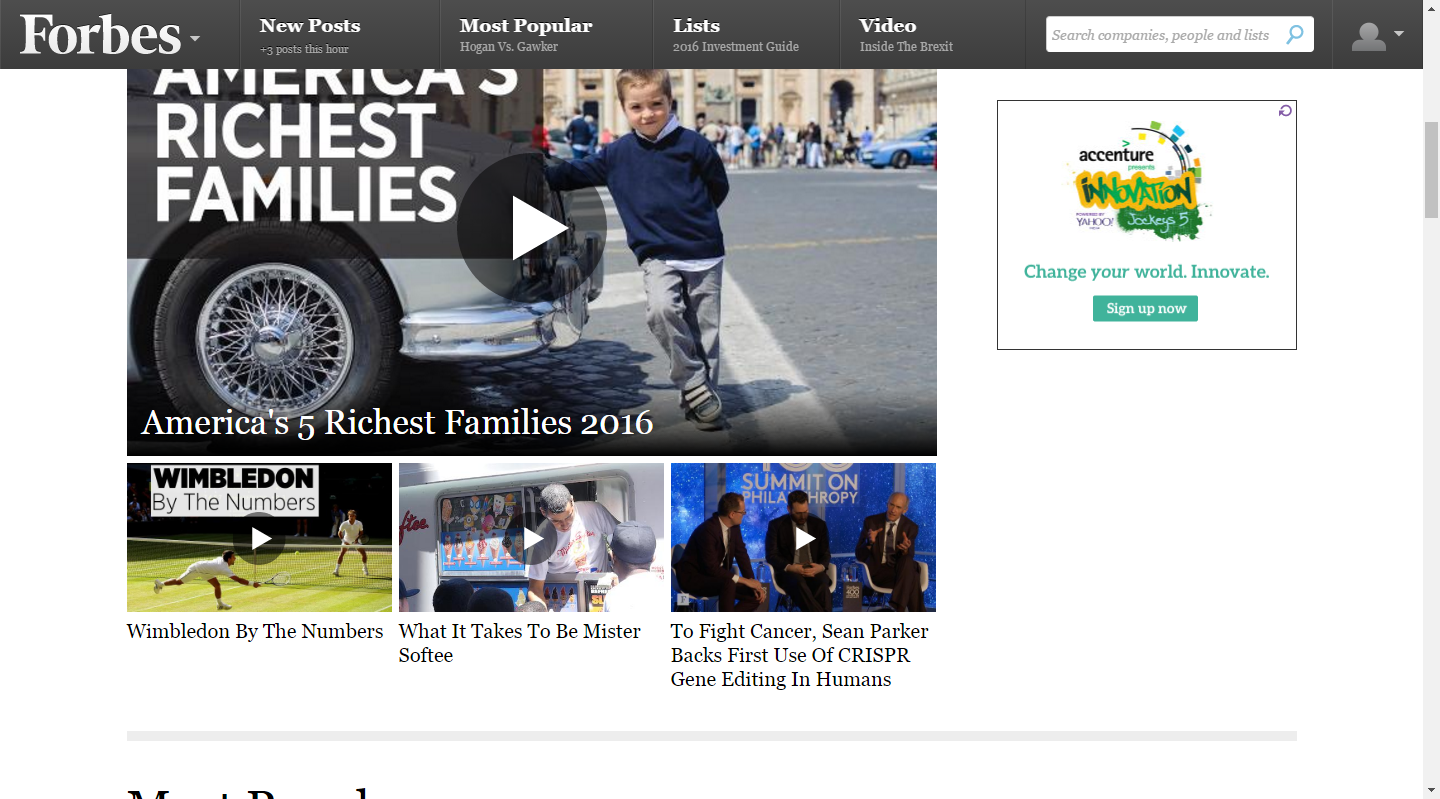 Forbes
New Posts
+3 posts this hour
Most Popular
Hogan Vs. Gawker
Lists
2016 Investment Guide
Video
Inside The Brexit
Search companies, people and lists
AMERICA'S
RICHEST
FAMILIES
America's 5 Richest Families 2016
accenture
presents
INNOVATION
POWERED BY
YAHOO!
Jockeys 5
Change your world. Innovate.
Sign up now
WIMBLEDON
By The Numbers
SUMMIT ON
PHILANTHROPY
Wimbledon By The Numbers
What It Takes To Be Mister
Softee
To Fight Cancer, Sean Parker
Backs First Use Of CRISPR
Gene Editing In Humans
Most Popular